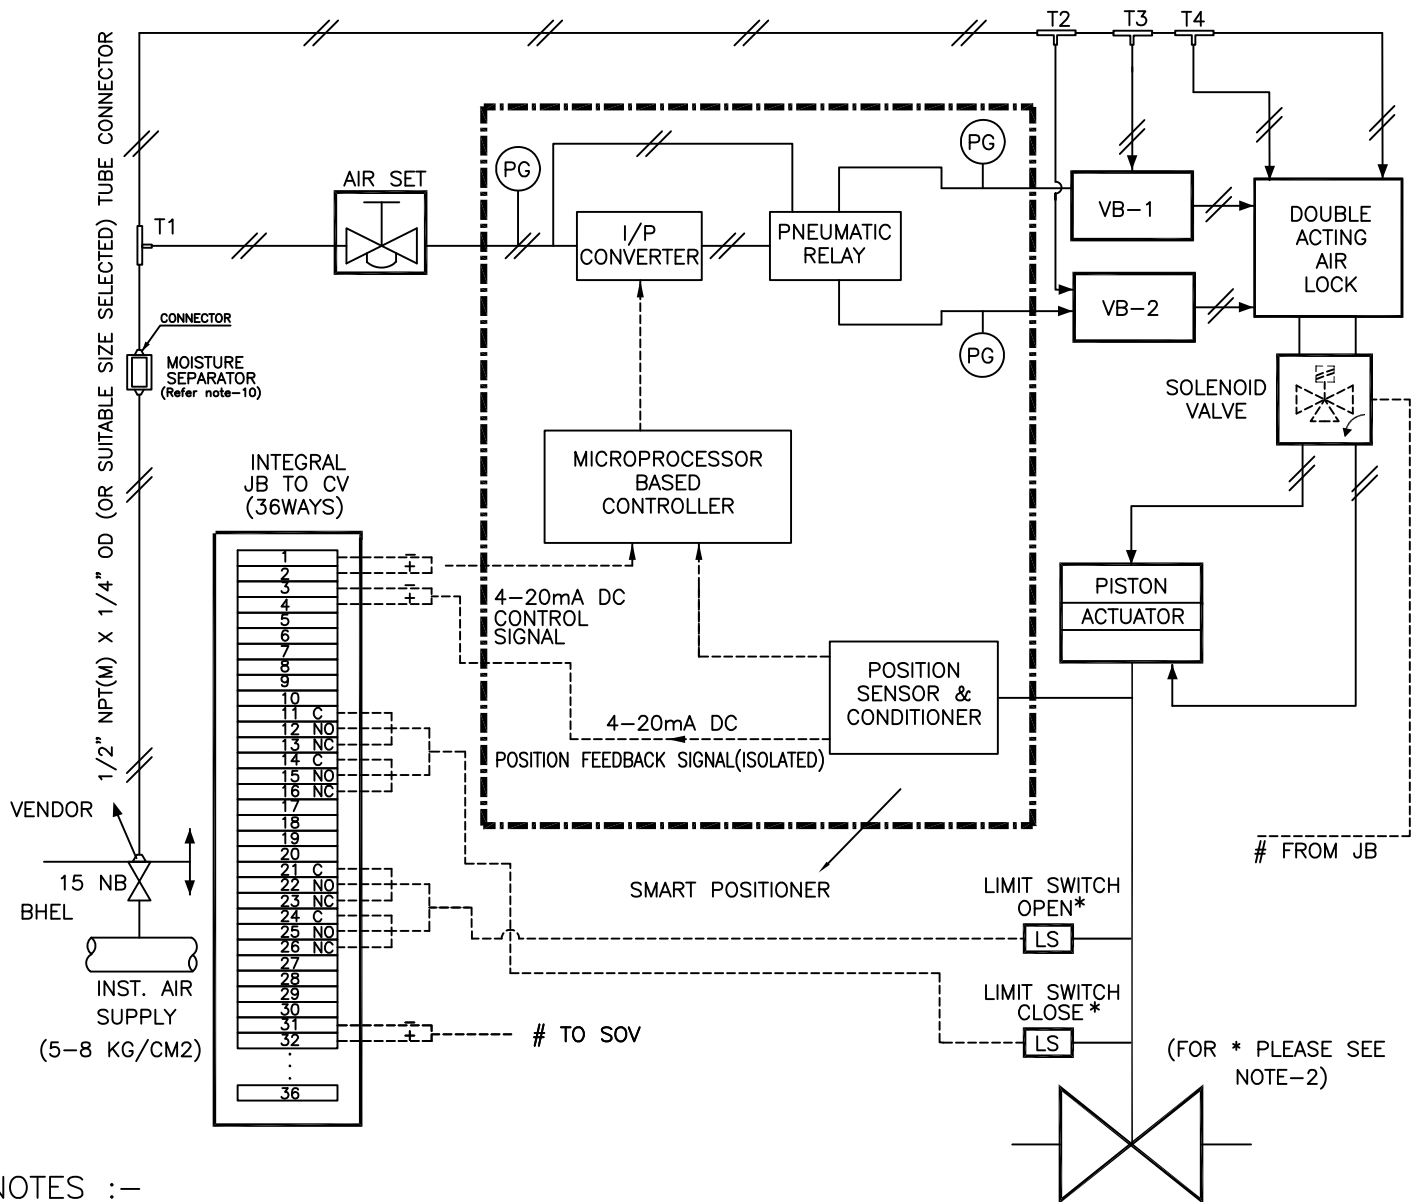 T2
T3
T4
1/2" NPT(M) X 1/4" OD (OR SUITABLE SIZE SELECTED) TUBE CONNECTOR
T1
AIR SET
PG
PG
PG
I/P
CONVERTER
PNEUMATIC
RELAY
VB-1
VB-2
DOUBLE
ACTING
AIR
LOCK
CONNECTOR
MOISTURE
SEPARATOR
(Refer note-10)
SOLENOID
VALVE
MICROPROCESSOR
BASED
CONTROLLER
INTEGRAL
JB TO CV
(36WAYS)
1 -
2 +
3 -
4 +
5
6
7
8
9
10
11 C
12 NO
13 NC
14 C
15 NO
16 NC
17
18
19
20
21 C
22 NO
23 NC
24 C
25 NO
26 NC
27
28
29
30
31 -
32 +
36
4-20mA DC
CONTROL
SIGNAL
PISTON
ACTUATOR
POSITION
SENSOR &
CONDITIONER
4-20mA DC
POSITION FEEDBACK SIGNAL(ISOLATED)
VENDOR
15 NB
BHEL
INST. AIR
SUPPLY
(5-8 KG/CM2)
# FROM JB
SMART POSITIONER
LIMIT SWITCH
OPEN*
LS
LIMIT SWITCH
CLOSE*
LS
# TO SOV
(FOR * PLEASE SEE
NOTE-2)
NOTES :-